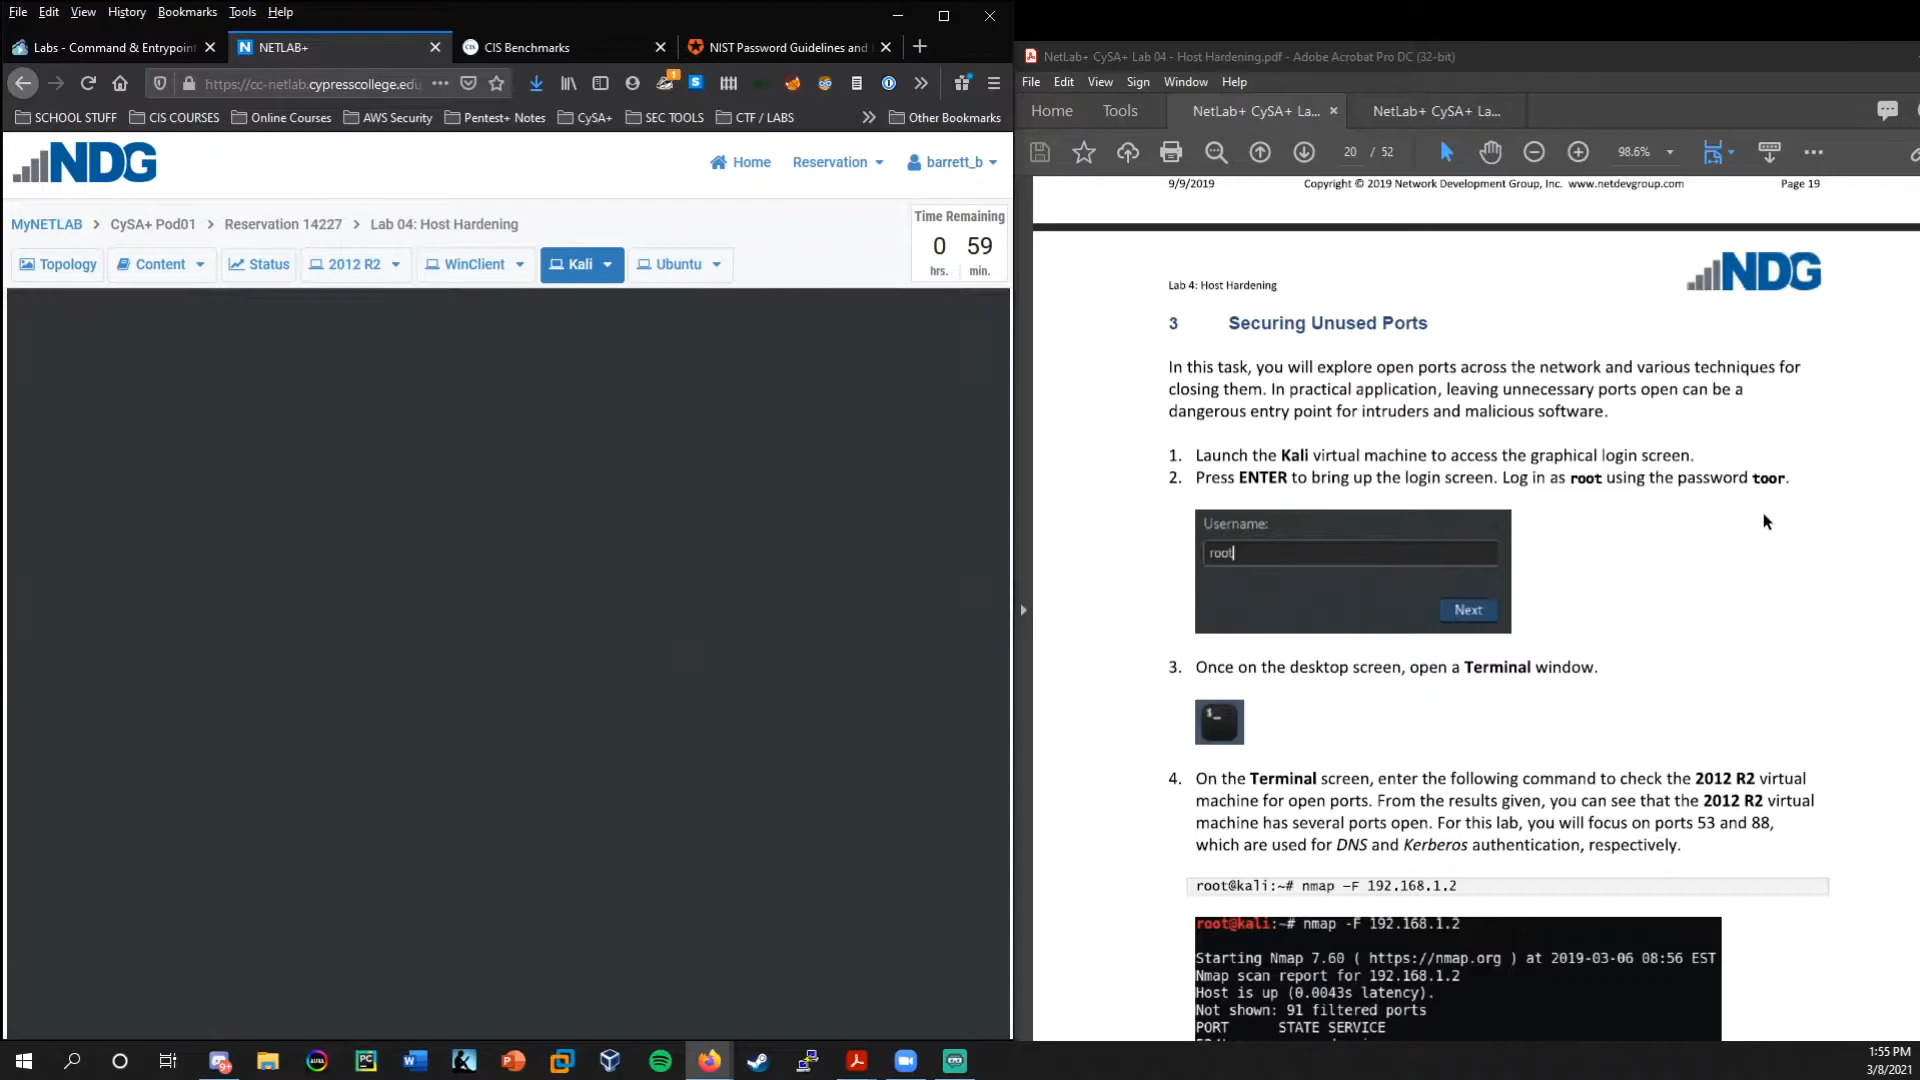 File Edit View History Bookmarks Tools Help
Labs - Command & Entrypoin
NETLAB+
CIS Benchmarks
NIST Password Guidelines and
https://cc-netlab.cypresscollege.edu
SCHOOL STUFF CIS COURSES Online Courses AWS Security Pentest+ Notes CySA+ SEC TOOLS CTF / LABS Other Bookmarks
NDG
Home Reservation barrett_b
MyNETLAB > CySA+ Pod01 > Reservation 14227 > Lab 04: Host Hardening
Time Remaining
0 59
hrs. min.
Topology Content Status 2012 R2 WinClient Kali Ubuntu
NetLab+ CySA+ Lab 04 - Host Hardening.pdf - Adobe Acrobat Pro DC (32-bit)
File Edit View Sign Window Help
Home Tools NetLab+ CySA+ La... NetLab+ CySA+ La...
20 / 52 98.6%
9/9/2019 Copyright © 2019 Network Development Group, Inc. www.netdevgroup.com Page 19
NDG
Lab 4: Host Hardening
3 Securing Unused Ports
In this task, you will explore open ports across the network and various techniques for
closing them. In practical application, leaving unnecessary ports open can be a
dangerous entry point for intruders and malicious software.
1. Launch the Kali virtual machine to access the graphical login screen.
2. Press ENTER to bring up the login screen. Log in as root using the password toor.
Username:
root
Next
3. Once on the desktop screen, open a Terminal window.
$_
4. On the Terminal screen, enter the following command to check the 2012 R2 virtual
machine for open ports. From the results given, you can see that the 2012 R2 virtual
machine has several ports open. For this lab, you will focus on ports 53 and 88,
which are used for DNS and Kerberos authentication, respectively.
root@kali:~# nmap –F 192.168.1.2
root@kali:~# nmap -F 192.168.1.2
Starting Nmap 7.60 ( https://nmap.org ) at 2019-03-06 08:56 EST
Nmap scan report for 192.168.1.2
Host is up (0.0043s latency).
Not shown: 91 filtered ports
PORT STATE SERVICE
1:55 PM
3/8/2021